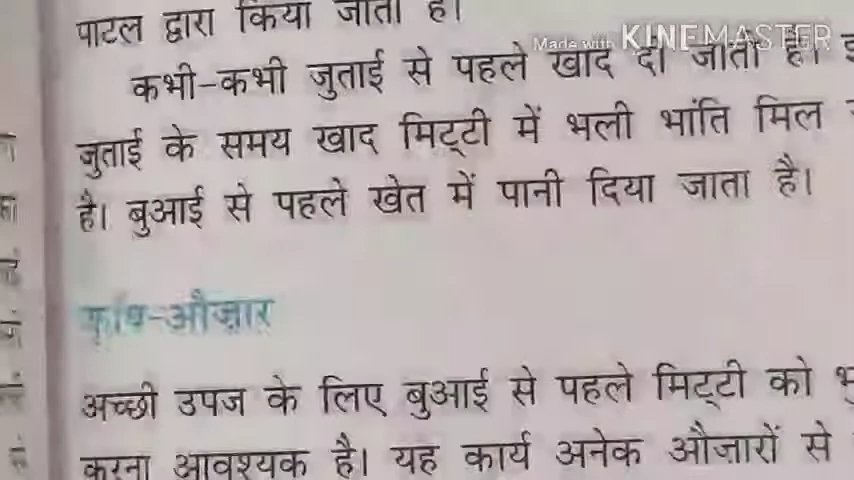 पाटल द्वारा किया जाता है।
Made with KINEMASTER
कभी-कभी जुताई से पहले खाद दी जाती है।
जुताई के समय खाद मिट्टी में भली भांति मिल
है। बुआई से पहले खेत में पानी दिया जाता है।
कृषि-औज़ार
अच्छी उपज के लिए बुआई से पहले मिट्टी को
करना आवश्यक है। यह कार्य अनेक औज़ारों से